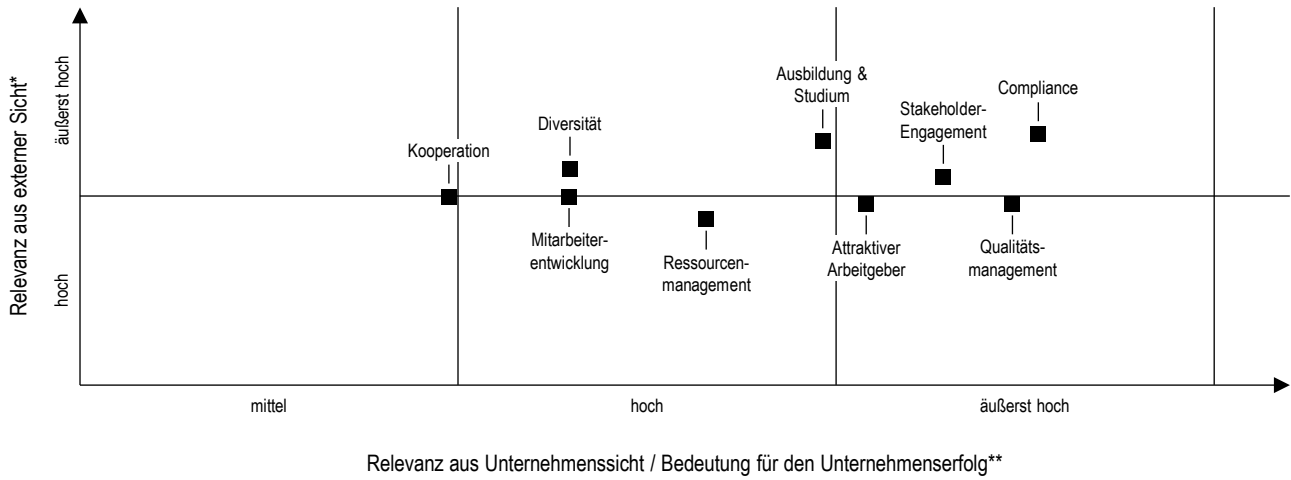 Relevanz aus externer Sicht*
äußerst hoch
hoch
Kooperation
Diversität
Mitarbeiter-
entwicklung
Ressourcen-
management
Ausbildung &
Studium
Attraktiver
Arbeitgeber
Stakeholder-
Engagement
Compliance
Qualitäts-
management
mittel
hoch
äußerst hoch
Relevanz aus Unternehmenssicht / Bedeutung für den Unternehmenserfolg**